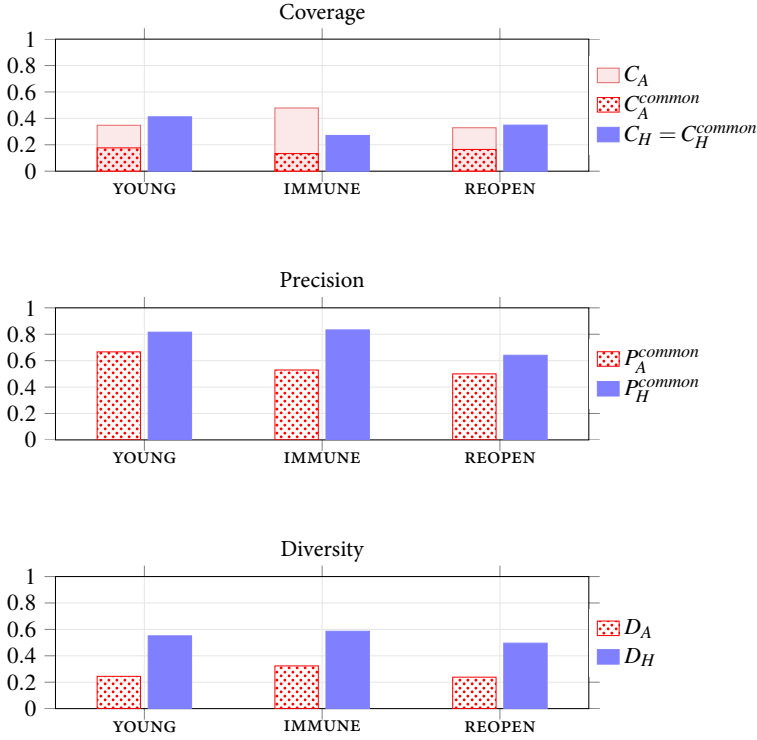 Coverage
1
0.8
0.6
0.4
0.2
0
YOUNG IMMUNE REOPEN
C_A
C_A^common
C_H = C_H^common
Precision
1
0.8
0.6
0.4
0.2
0
YOUNG IMMUNE REOPEN
P_A^common
P_H^common
Diversity
1
0.8
0.6
0.4
0.2
0
YOUNG IMMUNE REOPEN
D_A
D_H